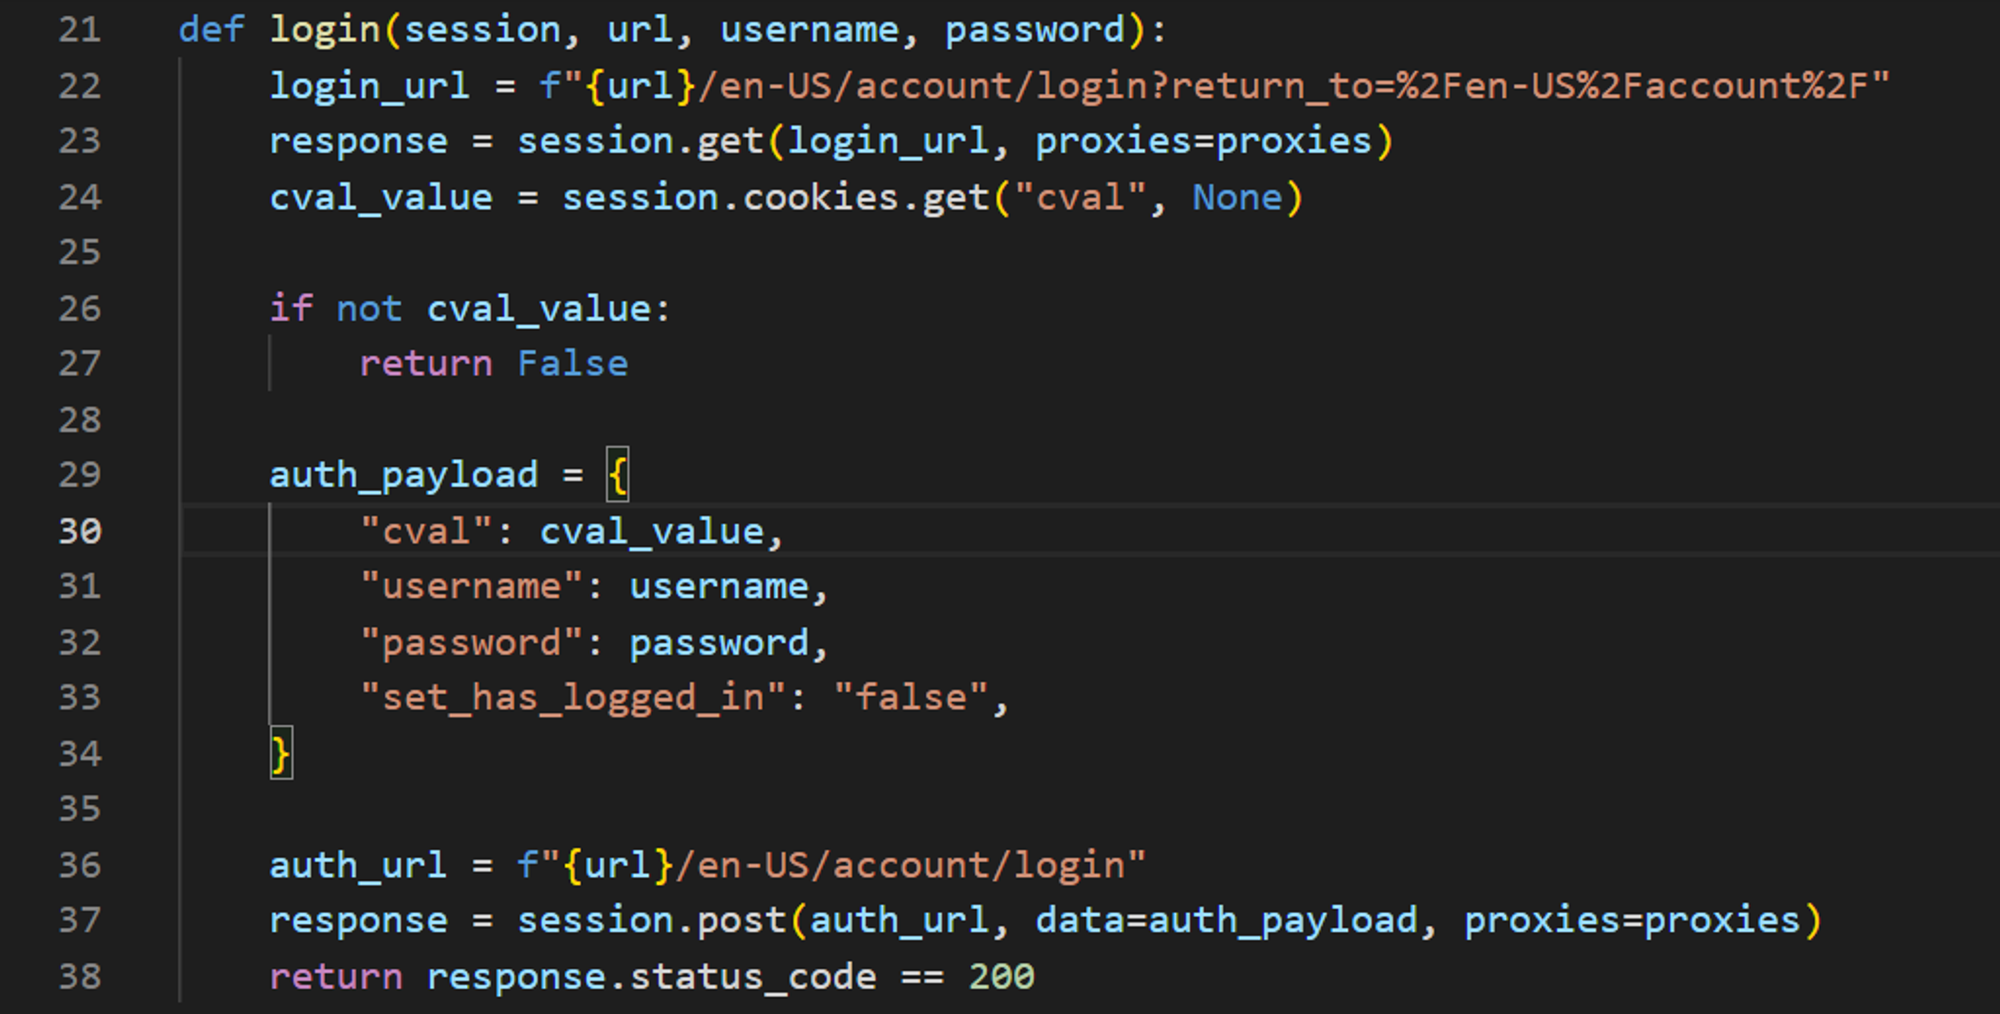 21 def login(session, url, username, password):
22 login_url = f"{url}/en-US/account/login?return_to=%2Fen-US%2Faccount%2F"
23 response = session.get(login_url, proxies=proxies)
24 cval_value = session.cookies.get("cval", None)
25
26 if not cval_value:
27 return False
28
29 auth_payload = {
30 "cval": cval_value,
31 "username": username,
32 "password": password,
33 "set_has_logged_in": "false",
34 }
35
36 auth_url = f"{url}/en-US/account/login"
37 response = session.post(auth_url, data=auth_payload, proxies=proxies)
38 return response.status_code == 200